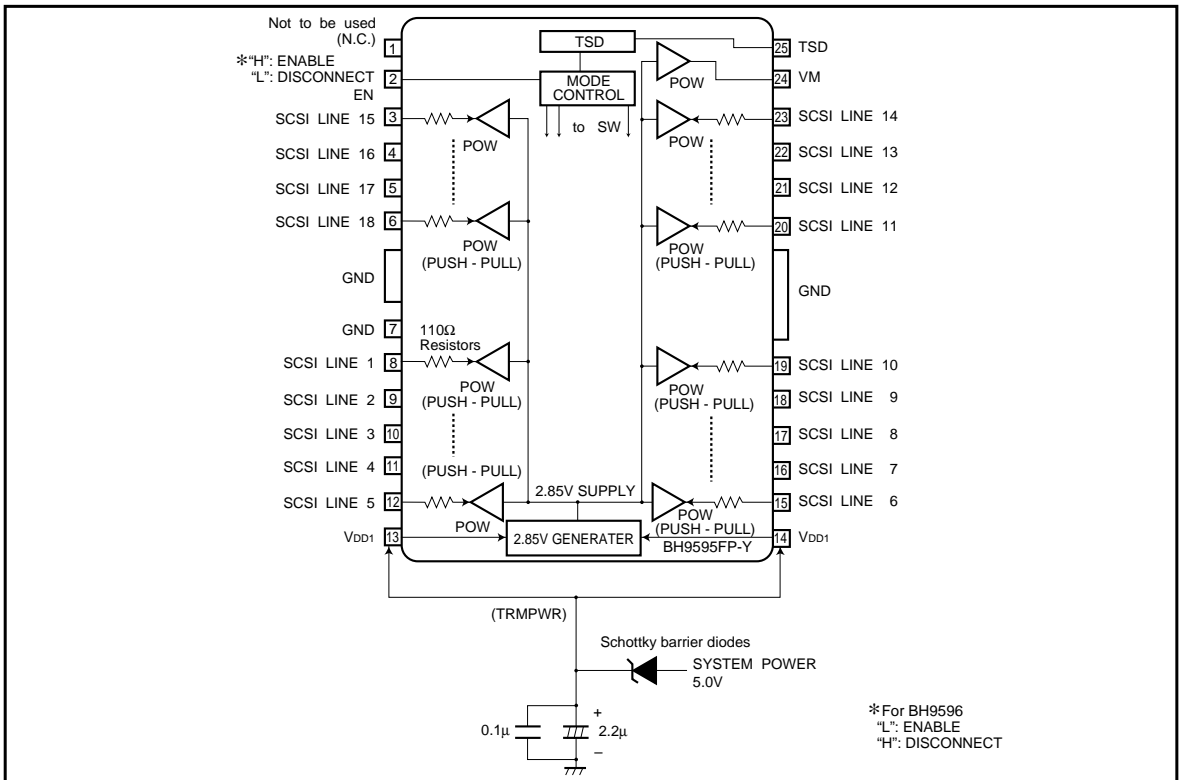 Not to be used
(N.C.)
1
TSD
25 TSD
*“H”: ENABLE
“L”: DISCONNECT
EN
2
MODE
CONTROL
POW
24 VM
SCSI LINE 15 3
POW
to SW
POW
23 SCSI LINE 14
SCSI LINE 16 4
22 SCSI LINE 13
SCSI LINE 17 5
21 SCSI LINE 12
SCSI LINE 18 6
POW
(PUSH - PULL)
POW
(PUSH - PULL)
20 SCSI LINE 11
GND
GND
GND 7
110Ω
Resistors
SCSI LINE 1 8
POW
(PUSH - PULL)
POW
(PUSH - PULL)
19 SCSI LINE 10
SCSI LINE 2 9
18 SCSI LINE 9
SCSI LINE 3 10
17 SCSI LINE 8
SCSI LINE 4 11
(PUSH - PULL)
16 SCSI LINE 7
SCSI LINE 5 12
POW
2.85V SUPPLY
POW
(PUSH - PULL)
15 SCSI LINE 6
VDD1 13
2.85V GENERATER
BH9595FP-Y
14 VDD1
(TRMPWR)
Schottky barrier diodes
SYSTEM POWER
5.0V
0.1µ
+
2.2µ
−
*For BH9596
“L”: ENABLE
“H”: DISCONNECT